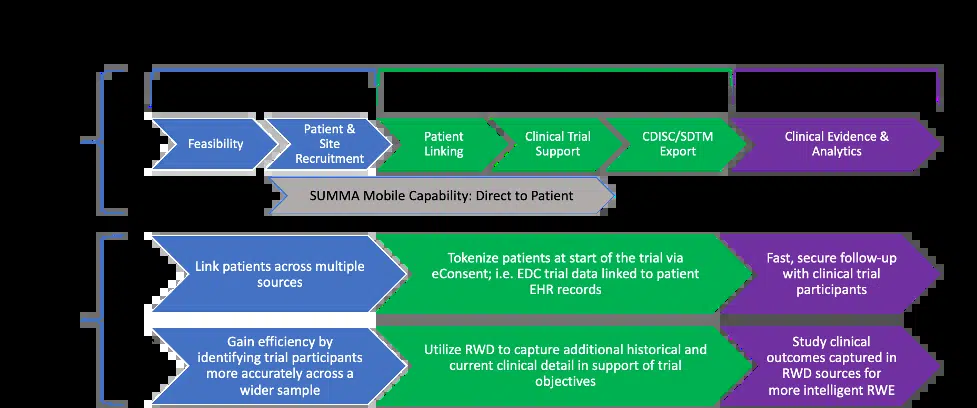 Feasibility
Patient &
Site
Recruitment
Patient
Linking
Clinical Trial
Support
CDISC/SDTM
Export
Clinical Evidence &
Analytics
SUMMA Mobile Capability: Direct to Patient
Link patients across multiple
sources
Tokenize patients at start of the trial via
eConsent; i.e. EDC trial data linked to patient
EHR records
Fast, secure follow-up
with clinical trial
participants
Gain efficiency by
identifying trial participants
more accurately across a
wider sample
Utilize RWD to capture additional historical and
current clinical detail in support of trial
objectives
Study clinical
outcomes captured in
RWD sources for
more intelligent RWE